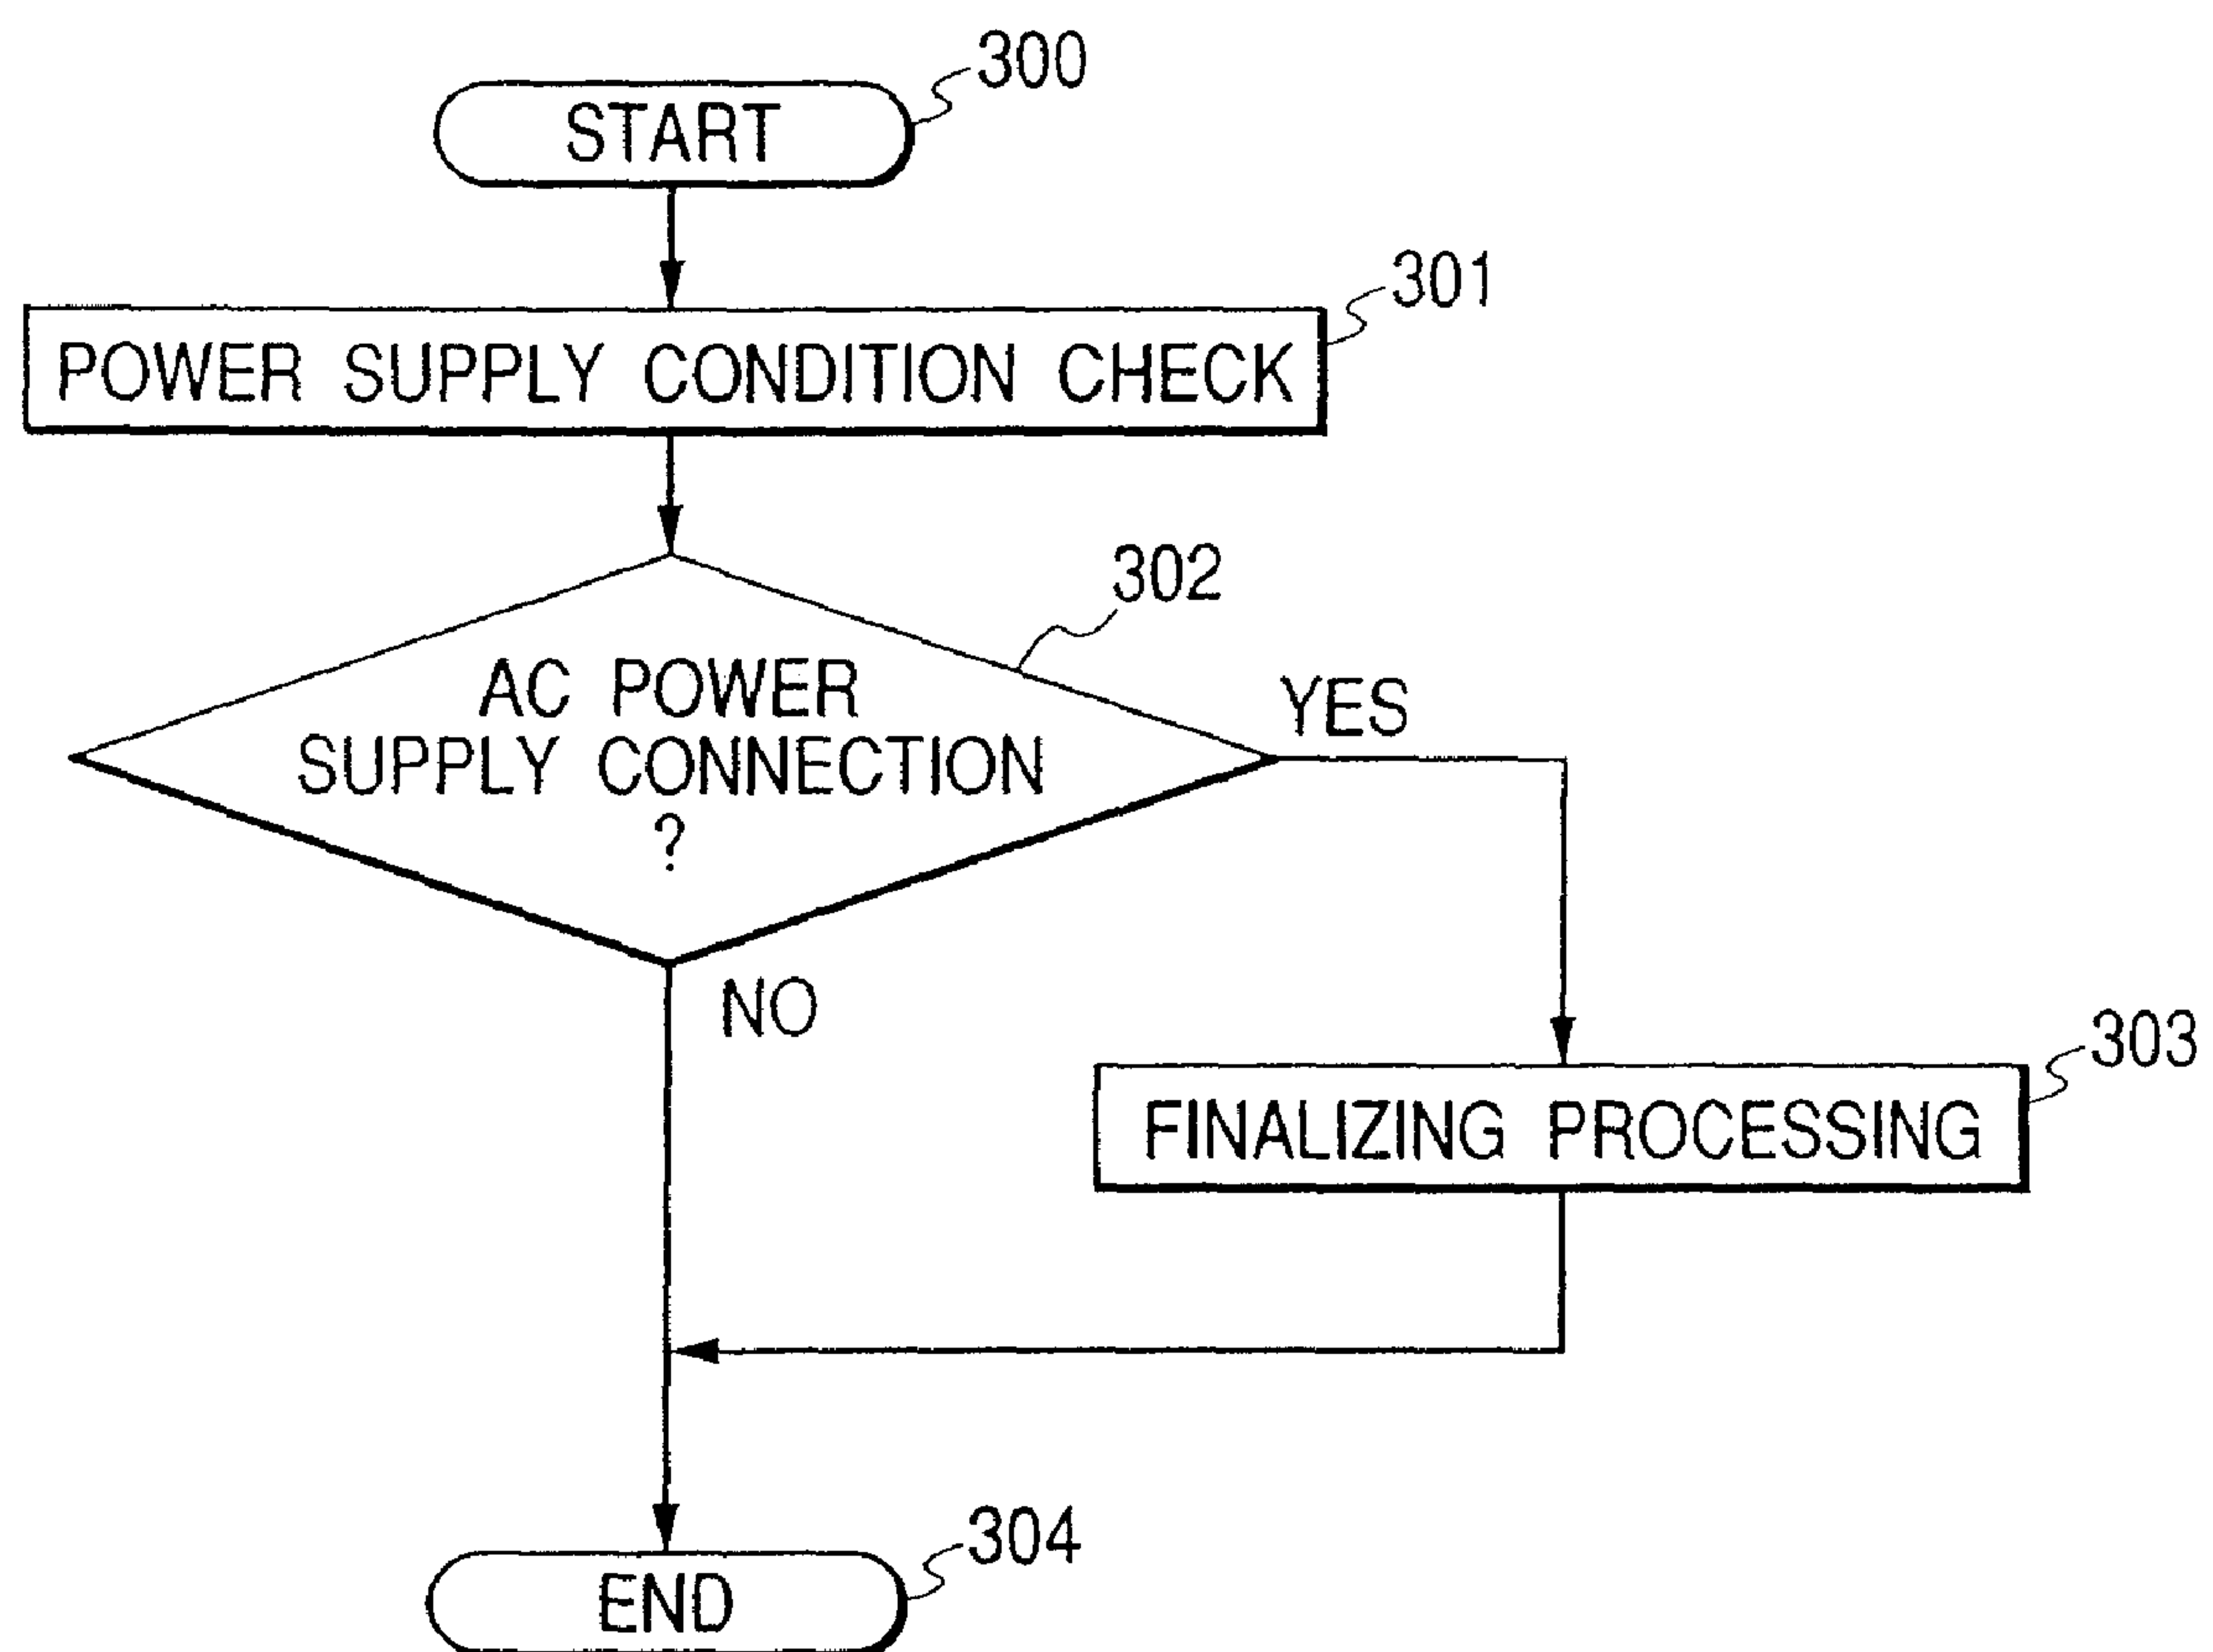 300
START
301
POWER SUPPLY CONDITION CHECK
302
AC POWER
SUPPLY CONNECTION
?
YES
NO
303
FINALIZING PROCESSING
304
END